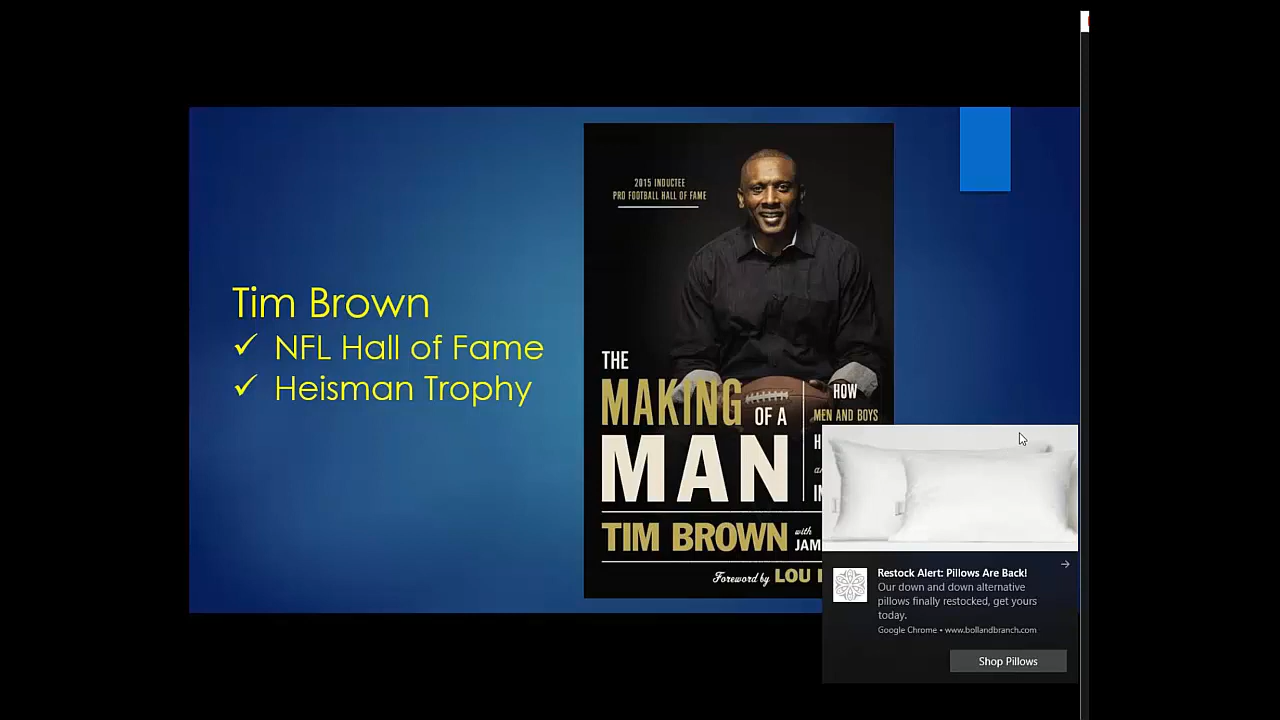 Tim Brown
✓ NFL Hall of Fame
✓ Heisman Trophy
2015 INDUCTEE
PRO FOOTBALL HALL OF FAME
THE
MAKING
OF A
MAN
HOW
MEN AND BOYS
TIM BROWN with
Foreword by LOU
Restock Alert: Pillows Are Back!
Our down and down alternative
pillows finally restocked, get yours
today.
Google Chrome • www.bollandbranch.com
Shop Pillows